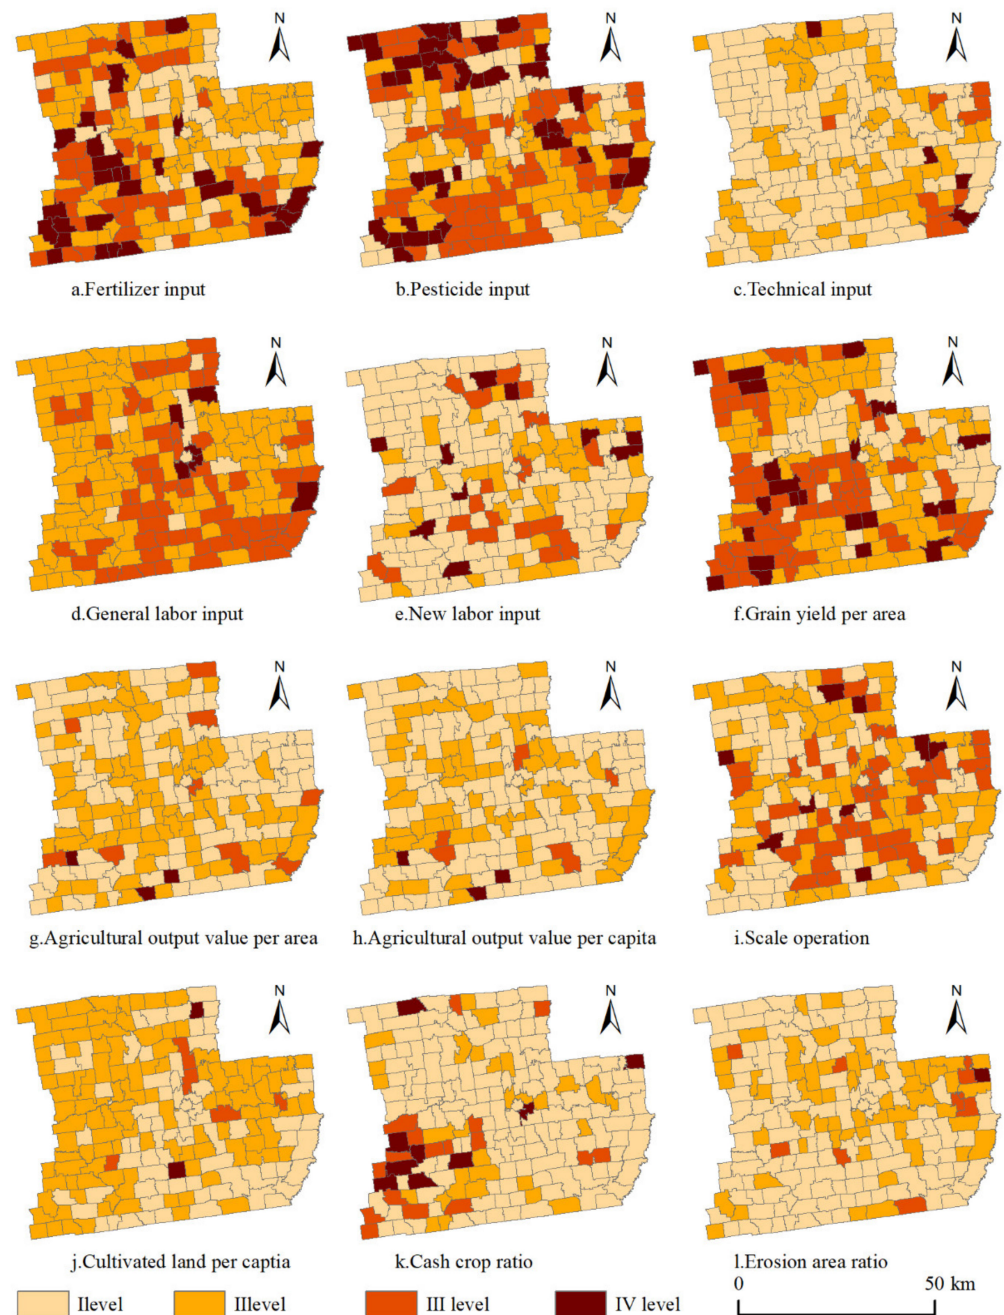 N N N
a.Fertilizer input b.Pesticide input c.Technical input
N N N
d.General labor input e.New labor input f.Grain yield per area
N N N
g.Agricultural output value per area h.Agricultural output value per capita i.Scale operation
N N N
j.Cultivated land per captia k.Cash crop ratio l.Erosion area ratio
0 50 km
Ilevel IIlevel III level IV level